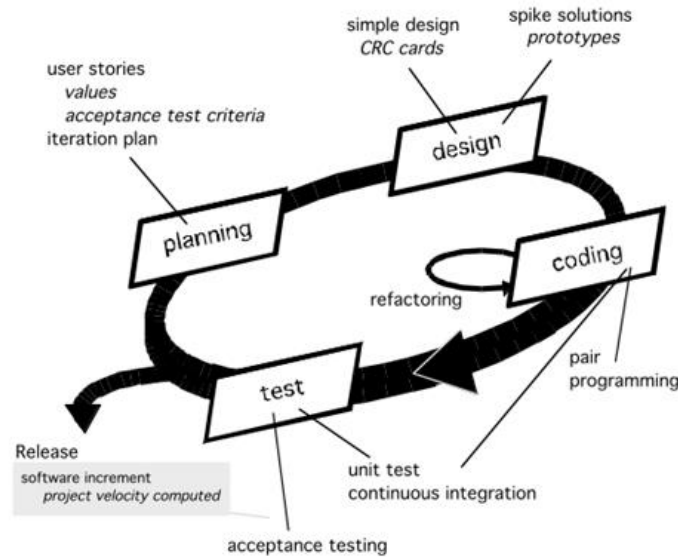 simple design
CRC cards
spike solutions
prototypes
user stories
values
acceptance test criteria
iteration plan
design
planning
coding
refactoring
test
pair
programming
Release
software increment
project velocity computed
unit test
continuous integration
acceptance testing